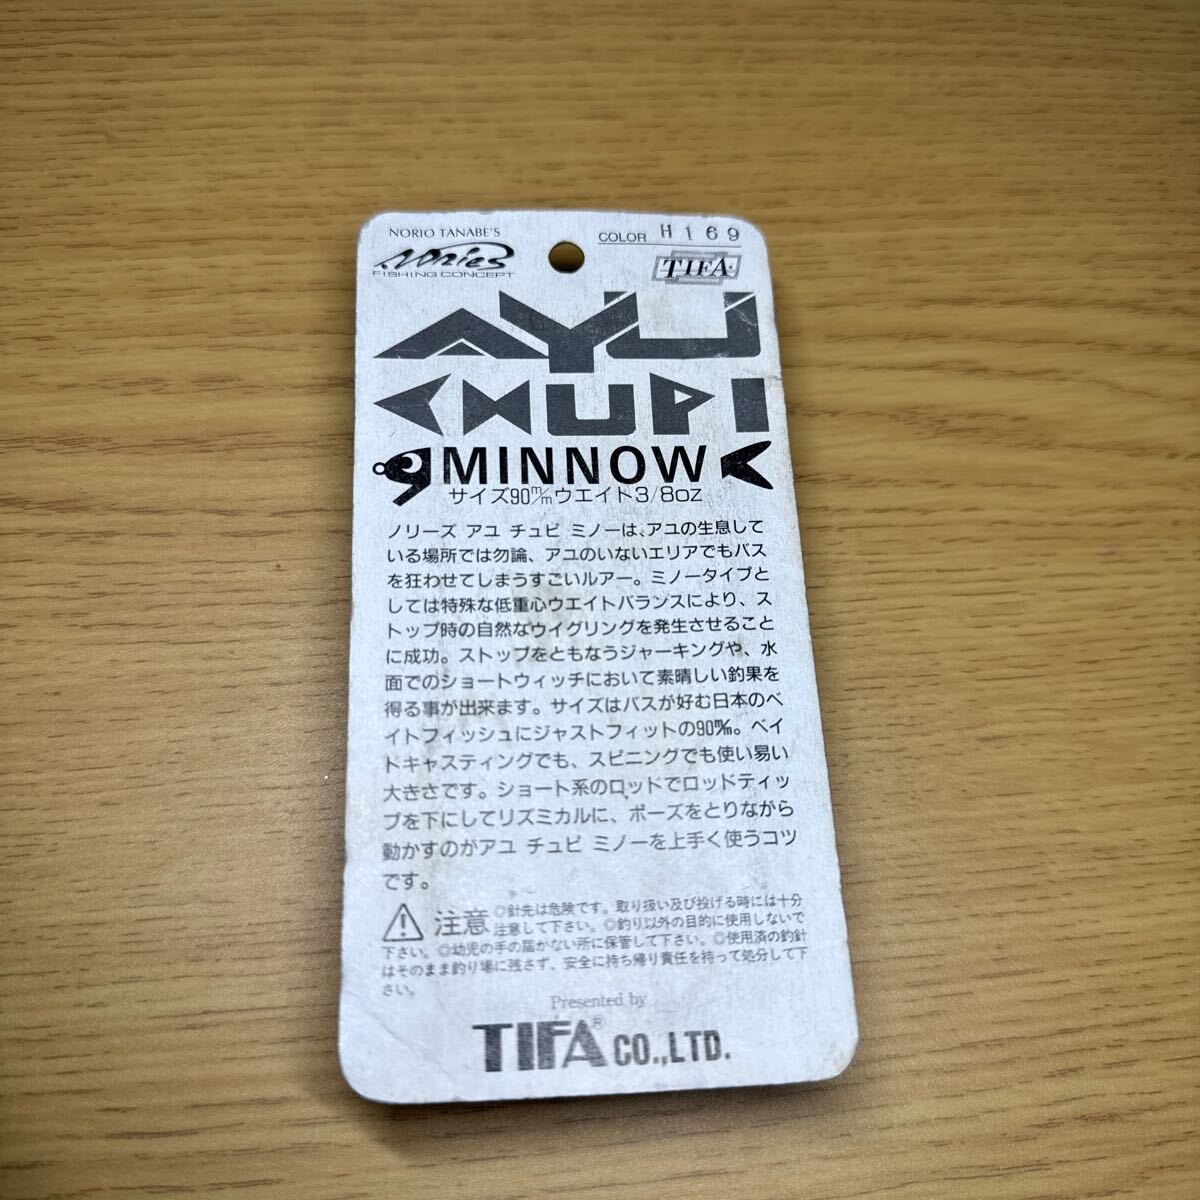 NORIO TANABE'S
Nories
FISHING CONCEPT
COLOR H169
TIFA
AYU
CHUPI
MINNOW
サイズ90m/mウエイト3/8oz
ノリーズ アユ チュピ ミノーは、アユの生息して
いる場所では勿論、アユのいないエリアでもバス
を狂わせてしまうすごいルアー。ミノータイプと
しては特殊な低重心ウエイトバランスにより、ス
トップ時の自然なウイグリングを発生させること
に成功。ストップをともなうジャーキングや、水
面でのショートウィッチにおいて素晴しい釣果を
得る事が出来ます。サイズはバスが好む日本のベ
イトフィッシュにジャストフィットの90m/m。ベイ
トキャスティングでも、スピニングでも使い易い
大きさです。ショート系のロッドでロッドティッ
プを下にしてリズミカルに、ポーズをとりながら
動かすのがアユ チュピ ミノーを上手く使うコツ
です。
注意 ◎針先は危険です。取り扱い及び投げる時には十分
注意して下さい。◎釣り以外の目的に使用しないで
下さい。◎幼児の手の届かない所に保管して下さい。◎使用済の釣針
はそのまま釣り場に残さず、安全に持ち帰り責任を持って処分して下
さい。
Presented by
TIFA® CO.,LTD.